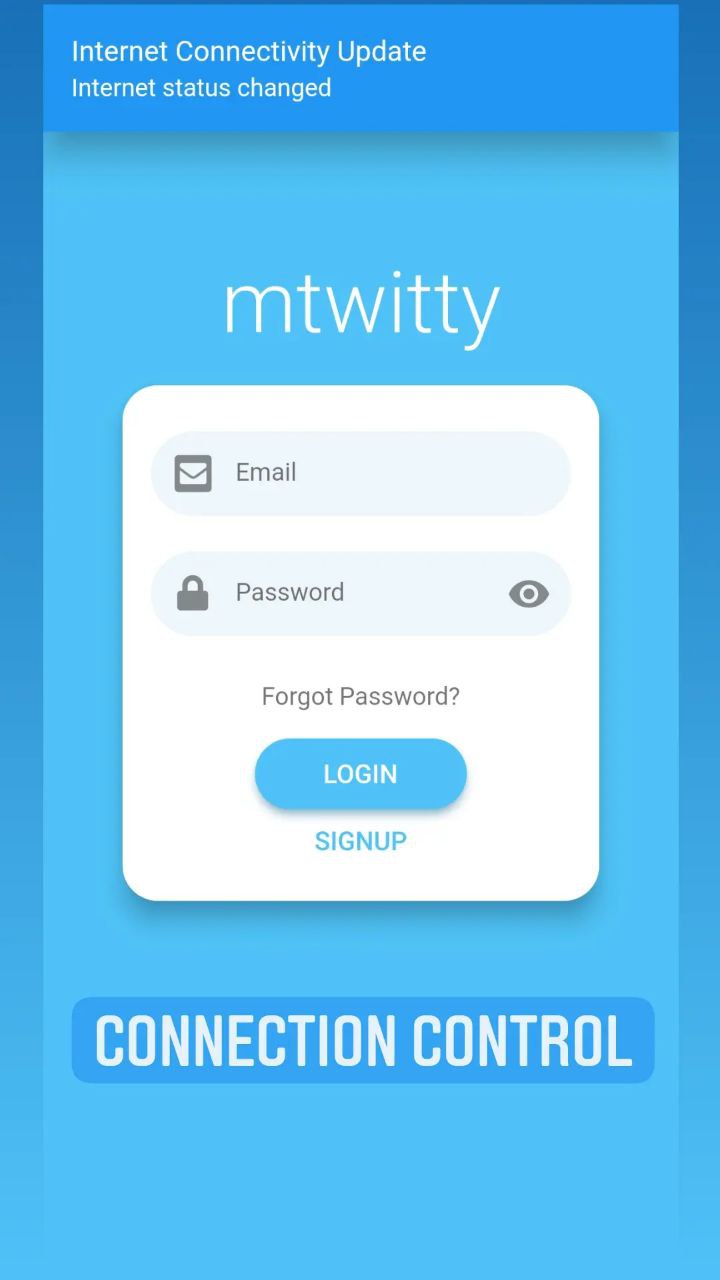 Internet Connectivity Update
Internet status changed
mtwitty
Email
Password
Forgot Password?
LOGIN
SIGNUP
CONNECTION CONTROL